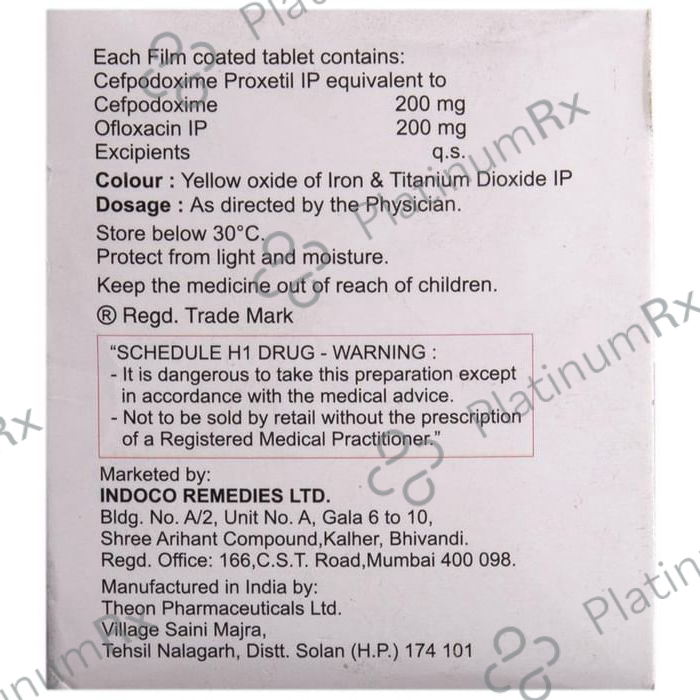 Each Film coated tablet contains:
Cefpodoxime Proxetil IP equivalent to
Cefpodoxime 200 mg
Ofloxacin IP 200 mg
Excipients q.s.
Colour : Yellow oxide of Iron & Titanium Dioxide IP
Dosage : As directed by the Physician.
Store below 30°C.
Protect from light and moisture.
Keep the medicine out of reach of children.
® Regd. Trade Mark
“SCHEDULE H1 DRUG - WARNING :
- It is dangerous to take this preparation except
in accordance with the medical advice.
- Not to be sold by retail without the prescription
of a Registered Medical Practitioner.”
Marketed by:
INDOCO REMEDIES LTD.
Bldg. No. A/2, Unit No. A, Gala 6 to 10,
Shree Arihant Compound,Kalher, Bhivandi.
Regd. Office: 166,C.S.T. Road,Mumbai 400 098.
Manufactured in India by:
Theon Pharmaceuticals Ltd.
Village Saini Majra,
Tehsil Nalagarh, Distt. Solan (H.P.) 174 101
PlatinumRx
PlatinumRx
PlatinumRx
Rx
inumRx
Platin